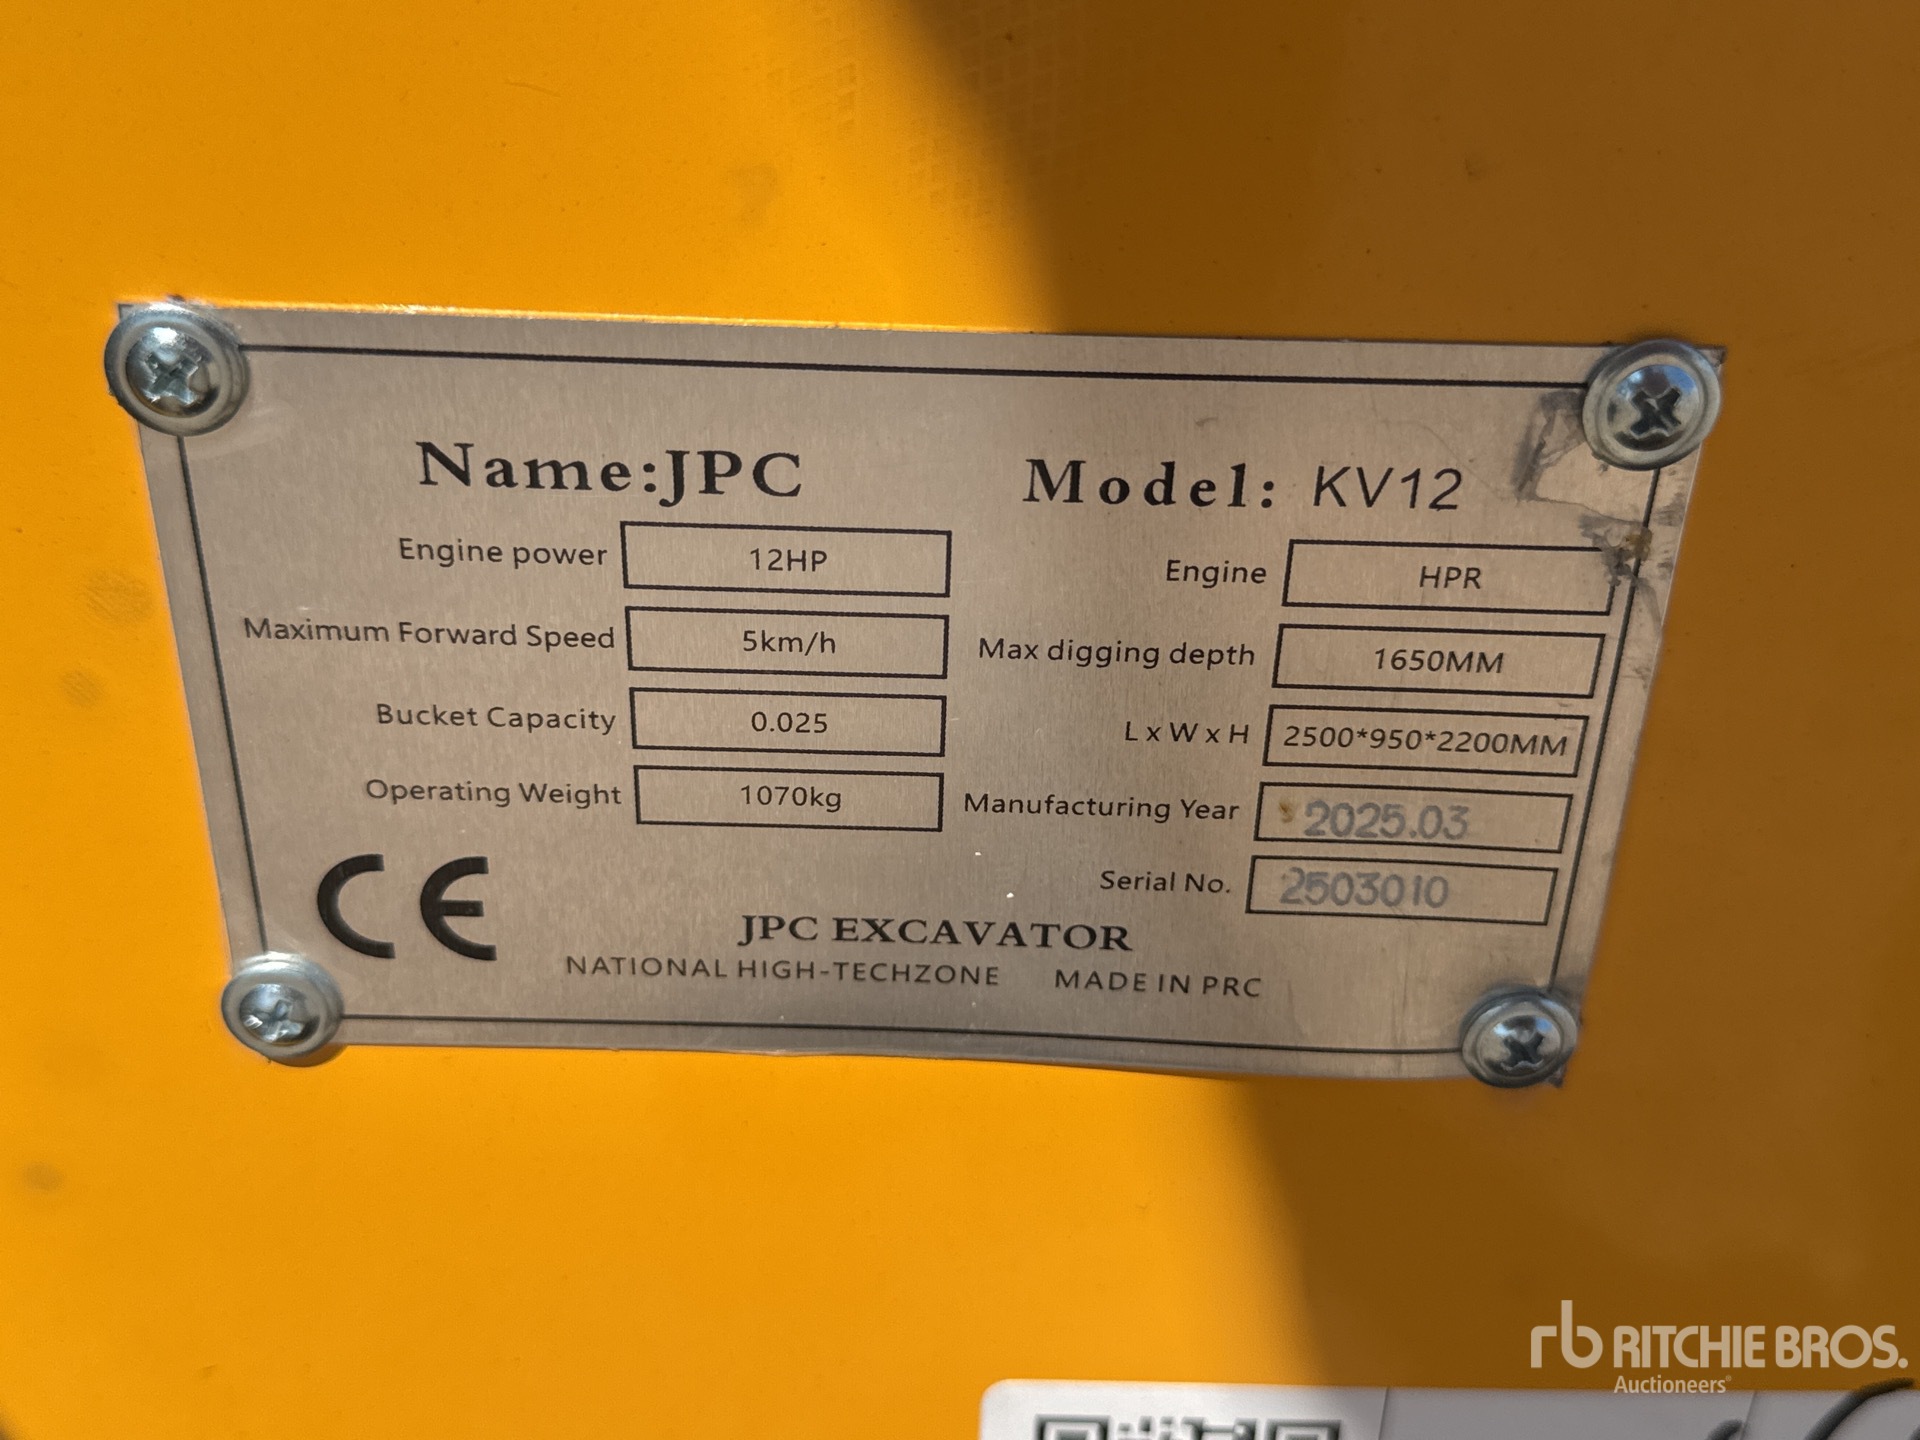 Name:JPC Model: KV12
Engine power 12HP Engine HPR
Maximum Forward Speed 5km/h Max digging depth 1650MM
Bucket Capacity 0.025 L x W x H 2500*950*2200MM
Operating Weight 1070kg Manufacturing Year 2025.03
Serial No. 2503010
CE
JPC EXCAVATOR
NATIONAL HIGH-TECHZONE MADE IN PRC
rb RITCHIE BROS.
Auctioneers